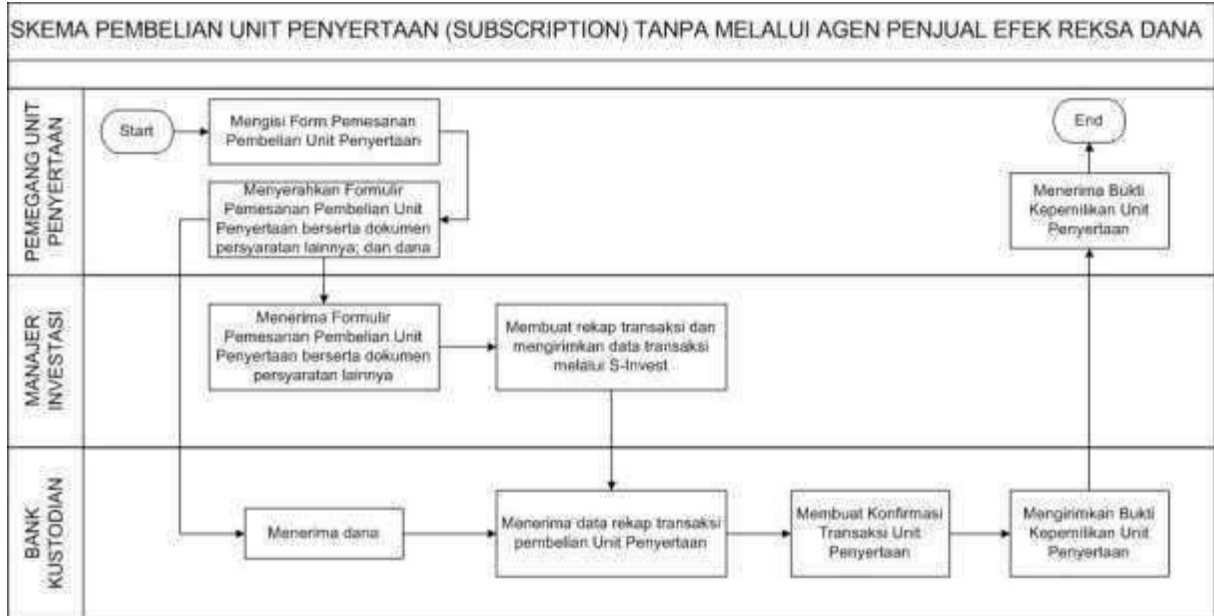 SKEMA PEMBELIAN UNIT PENYERTAAN (SUBSCRIPTION) TANPA MELALUI AGEN PENJUAL EFEK REKSA DANA
PEMEGANG UNIT
PENYERTAAN
Start
Mengisi Form Pemesanan
Pembelian Unit Penyertaan
Menyerahkan Formulir
Pemesanan Pembelian Unit
Penyertaan berserta dokumen
persyaratan lainnya; dan dana
End
Menerima Bukti
Kepemilikan Unit
Penyertaan
MANAJER
INVESTASI
Menerima Formulir
Pemesanan Pembelian Unit
Penyertaan berserta dokumen
persyaratan lainnya
Membuat rekap transaksi dan
mengirimkan data transaksi
melalui S-Invest
BANK
KUSTODIAN
Menerima dana
Menerima data rekap transaksi
pembelian Unit Penyertaan
Membuat Konfirmasi
Transaksi Unit
Penyertaan
Mengirimkan Bukti
Kepemilikan Unit
Penyertaan